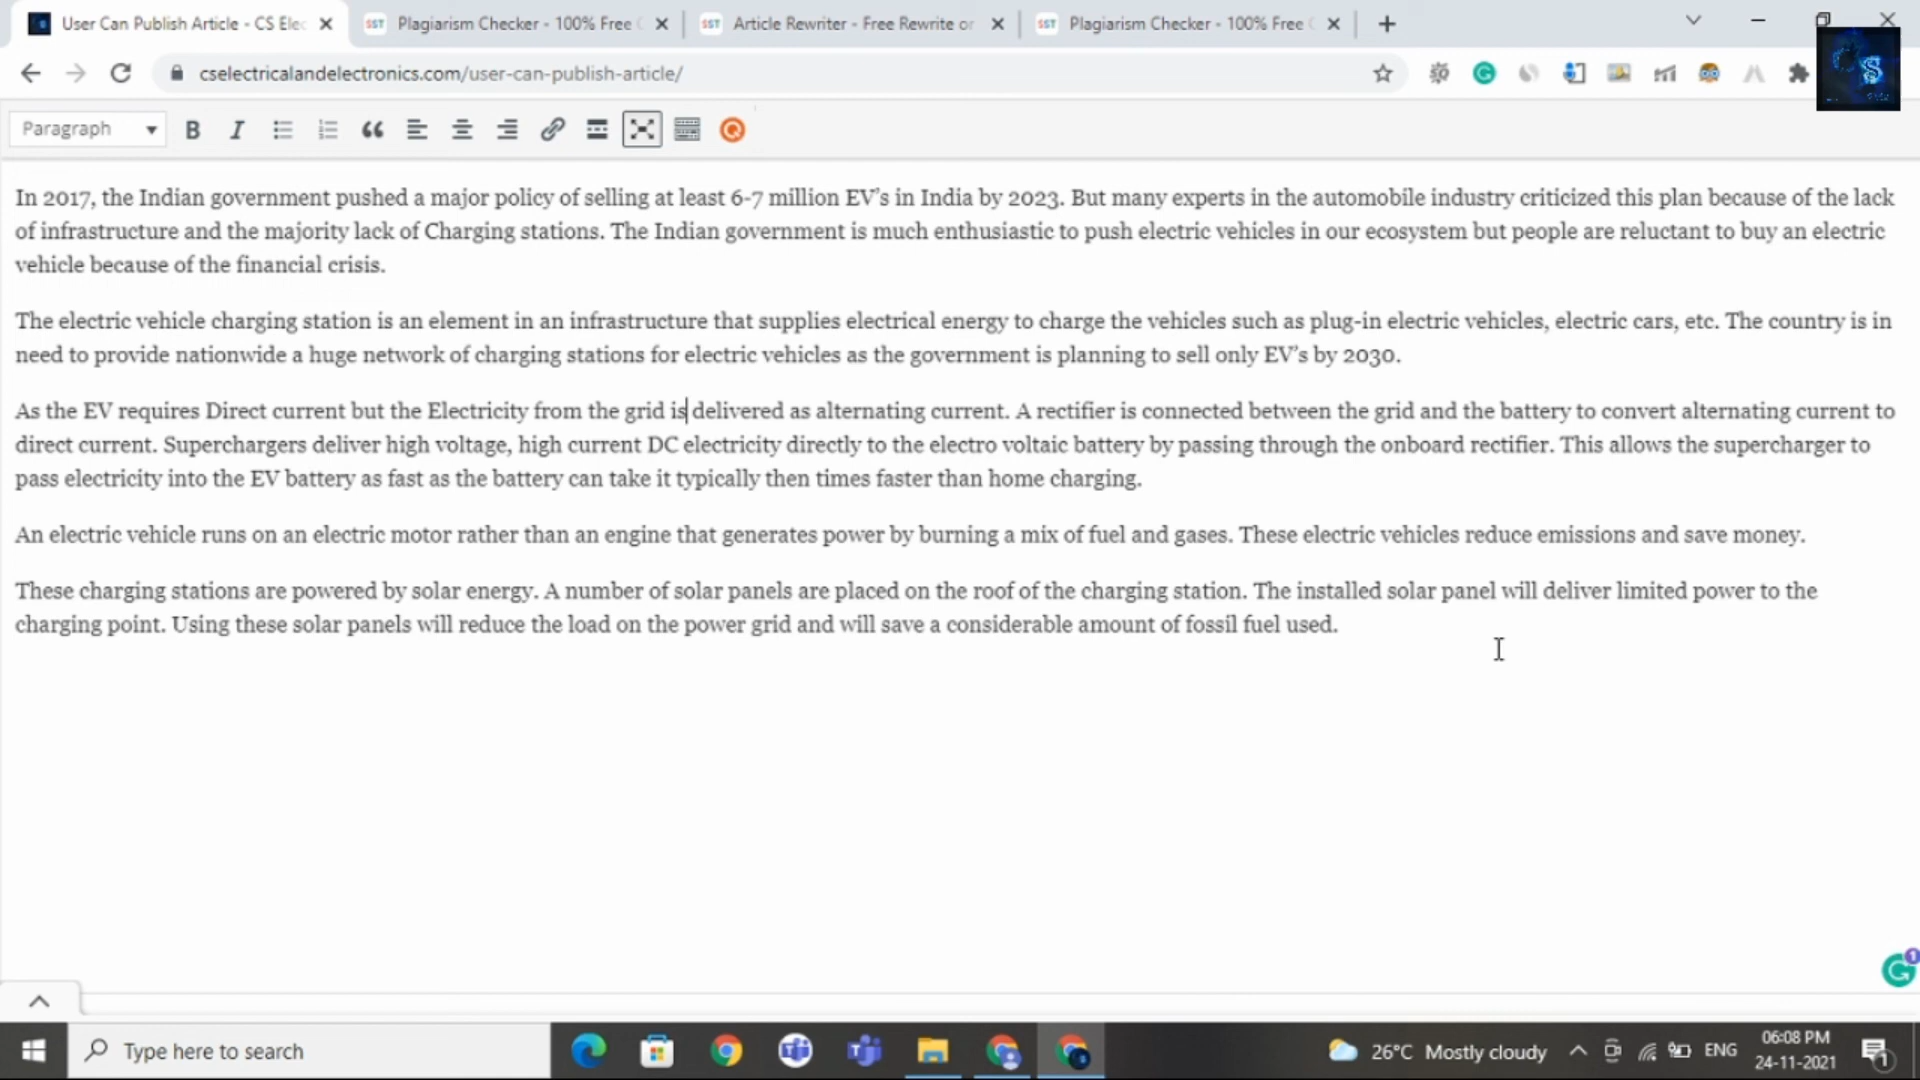 User Can Publish Article - CS Elec
SST Plagiarism Checker - 100% Free
SST Article Rewriter - Free Rewrite or
SST Plagiarism Checker - 100% Free
cselectricalandelectronics.com/user-can-publish-article/
Paragraph
In 2017, the Indian government pushed a major policy of selling at least 6-7 million EV's in India by 2023. But many experts in the automobile industry criticized this plan because of the lack
of infrastructure and the majority lack of Charging stations. The Indian government is much enthusiastic to push electric vehicles in our ecosystem but people are reluctant to buy an electric
vehicle because of the financial crisis.
The electric vehicle charging station is an element in an infrastructure that supplies electrical energy to charge the vehicles such as plug-in electric vehicles, electric cars, etc. The country is in
need to provide nationwide a huge network of charging stations for electric vehicles as the government is planning to sell only EV's by 2030.
As the EV requires Direct current but the Electricity from the grid is delivered as alternating current. A rectifier is connected between the grid and the battery to convert alternating current to
direct current. Superchargers deliver high voltage, high current DC electricity directly to the electro voltaic battery by passing through the onboard rectifier. This allows the supercharger to
pass electricity into the EV battery as fast as the battery can take it typically then times faster than home charging.
An electric vehicle runs on an electric motor rather than an engine that generates power by burning a mix of fuel and gases. These electric vehicles reduce emissions and save money.
These charging stations are powered by solar energy. A number of solar panels are placed on the roof of the charging station. The installed solar panel will deliver limited power to the
charging point. Using these solar panels will reduce the load on the power grid and will save a considerable amount of fossil fuel used.
1
Type here to search
26°C Mostly cloudy
ENG
06:08 PM
24-11-2021
1